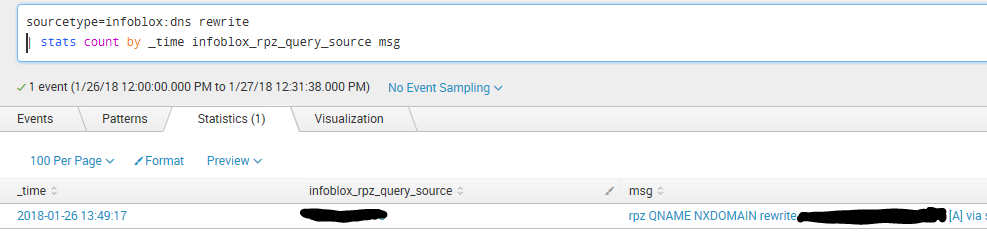 sourcetype=infoblox:dns rewrite
| stats count by _time infoblox_rpz_query_source msg
✓ 1 event (1/26/18 12:00:00.000 PM to 1/27/18 12:31:38.000 PM) No Event Sampling
Events Patterns Statistics (1) Visualization
100 Per Page Format Preview
_time infoblox_rpz_query_source msg
2018-01-26 13:49:17 rpz QNAME NXDOMAIN rewrite [A] via